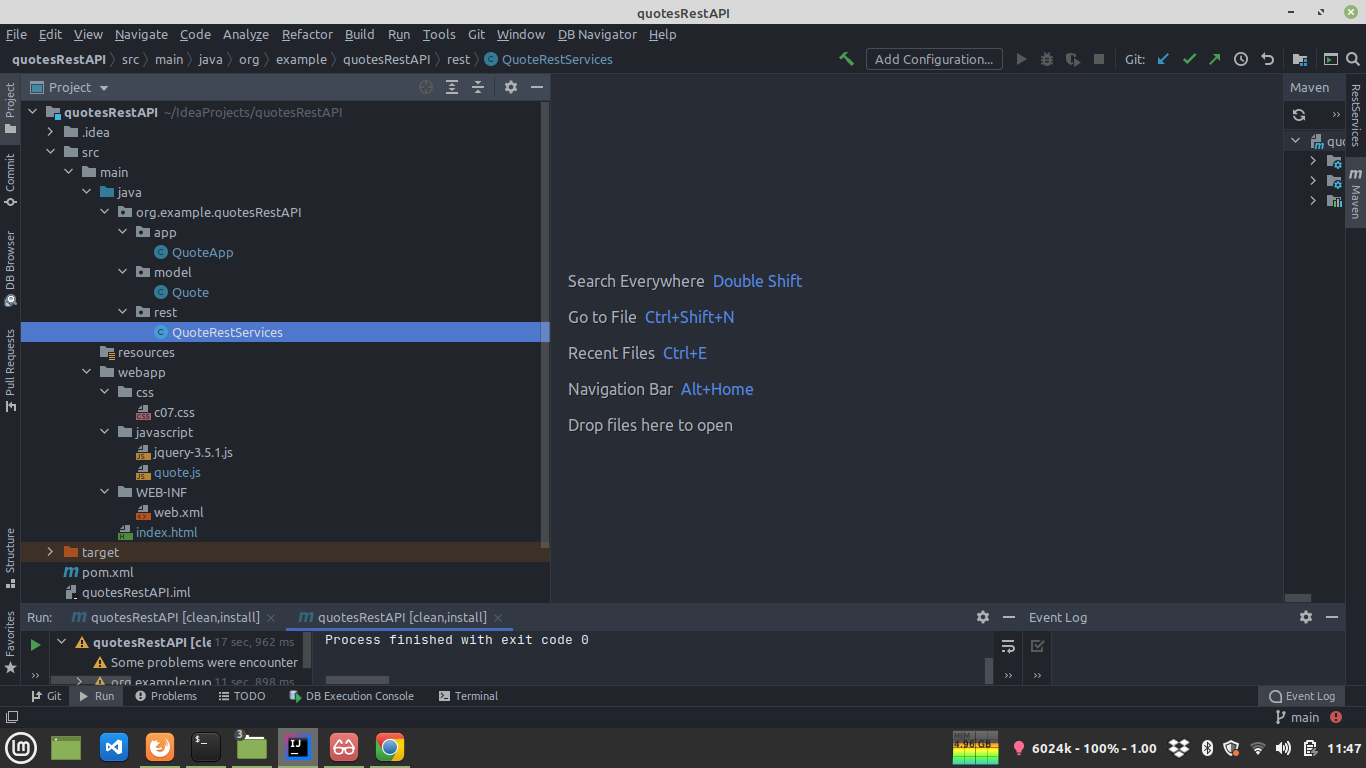 quotesRestAPI
File Edit View Navigate Code Analyze Refactor Build Run Tools Git Window DB Navigator Help
quotesRestAPI src main java org example quotesRestAPI rest QuoteRestServices Add Configuration... Git:
Project
Commit
DB Browser
Pull Requests
Structure
Favorites
Project
quotesRestAPI ~/IdeaProjects/quotesRestAPI
.idea
src
main
java
org.example.quotesRestAPI
app
QuoteApp
model
Quote
rest
QuoteRestServices
resources
webapp
css
c07.css
javascript
jquery-3.5.1.js
quote.js
WEB-INF
web.xml
index.html
target
pom.xml
quotesRestAPI.iml
Search Everywhere Double Shift
Go to File Ctrl+Shift+N
Recent Files Ctrl+E
Navigation Bar Alt+Home
Drop files here to open
Maven
quo
RestServices
Maven
Run: quotesRestAPI [clean,install] quotesRestAPI [clean,install]
quotesRestAPI [cle 17 sec, 962 ms
Some problems were encounter
org.example:quo 11 sec, 898 ms
Process finished with exit code 0
Event Log
Git Run Problems TODO DB Execution Console Terminal Event Log
main
3
4.96 GB
6024k - 100% - 1.00
11:47